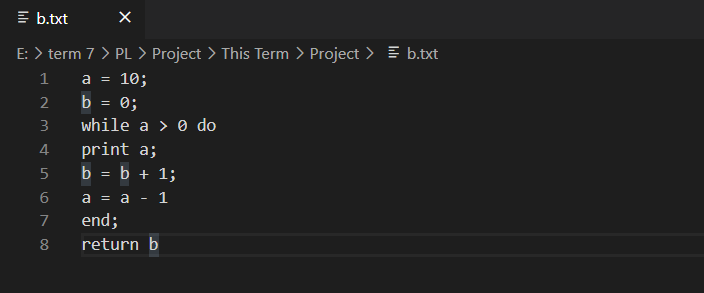 b.txt
E: > term 7 > PL > Project > This Term > Project > b.txt
1 a = 10;
2 b = 0;
3 while a > 0 do
4 print a;
5 b = b + 1;
6 a = a - 1
7 end;
8 return b